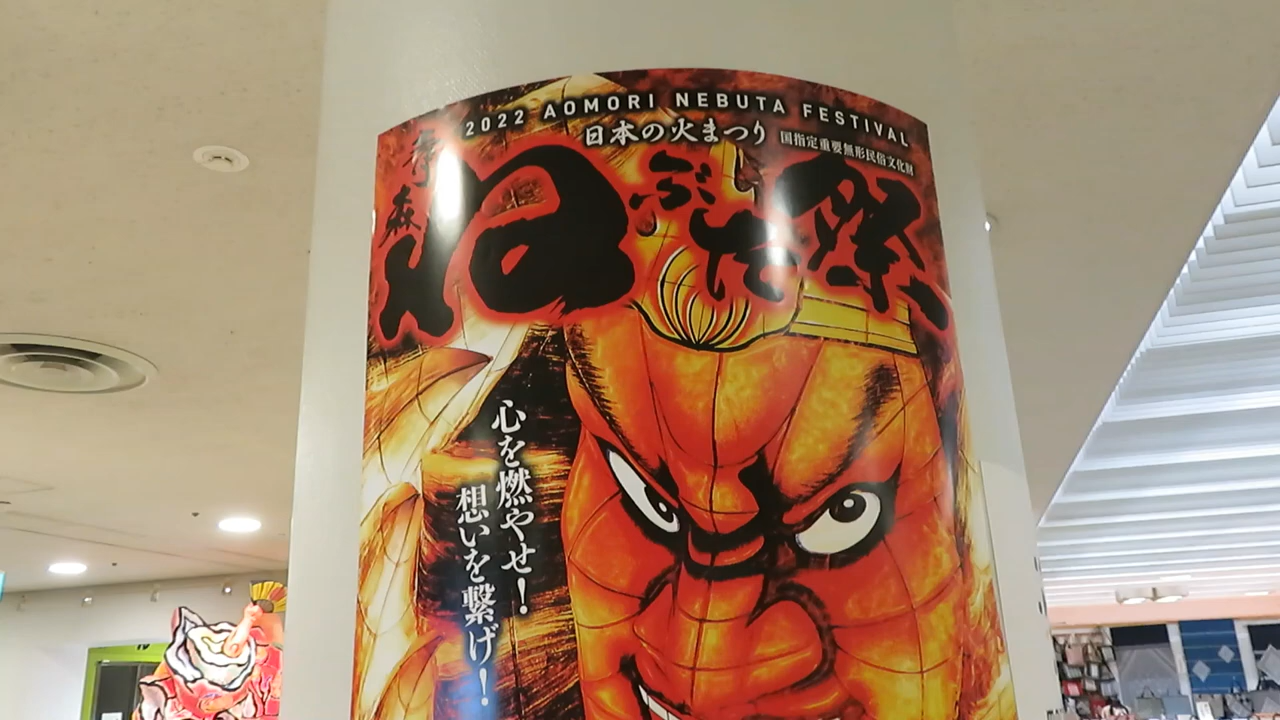 2022 AOMORI NEBUTA FESTIVAL
日本の火まつり 国指定重要無形民俗文化財
青森
ねぶた祭
心を燃やせ!
想いを繋げ!